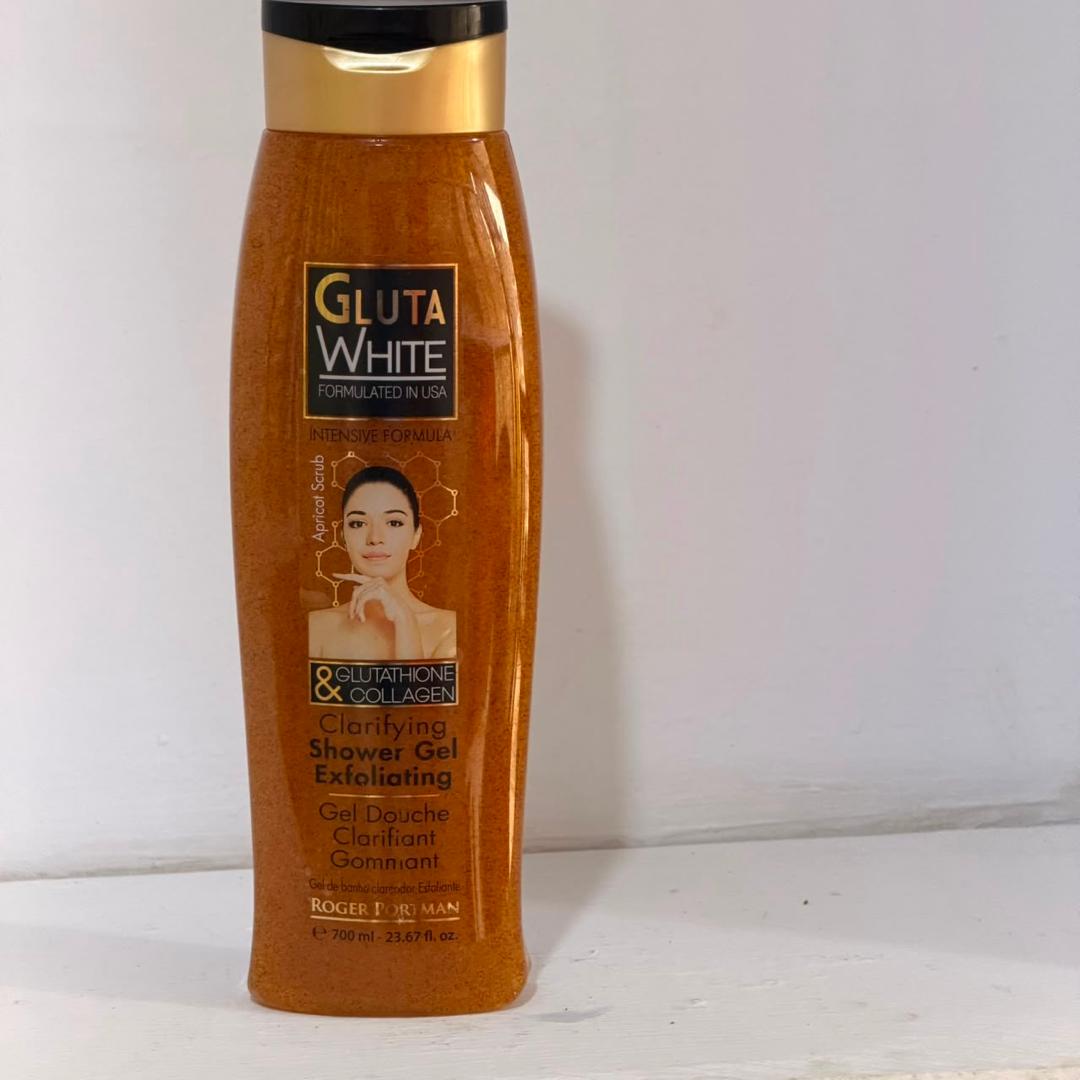 GLUTA
WHITE
FORMULATED IN USA
INTENSIVE FORMULA
Apricot Scrub
& GLUTATHIONE
COLLAGEN
Clarifying
Shower Gel
Exfoliating
Gel Douche
Clarifiant
Gommant
Gel de banho clareador Esfoliante
ROGER PORTMAN
℮ 700 ml - 23.67 fl. oz.